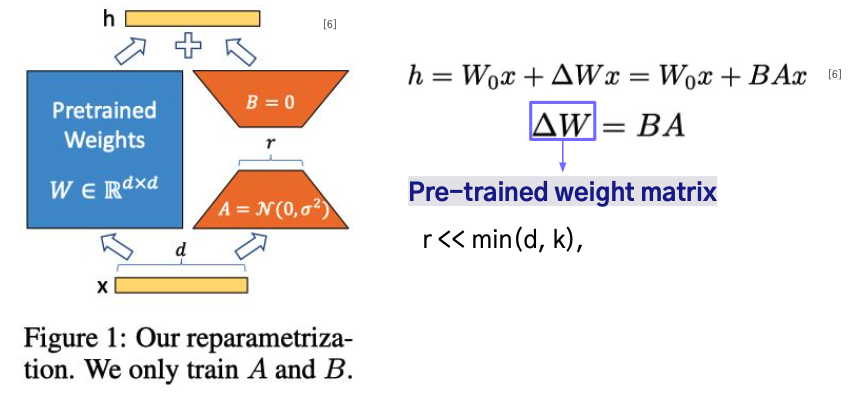 h
[6]
Pretrained
Weights
W ∈ ℝ^{d×d}
B = 0
r
A = 𝒩(0, σ²)
d
x
Figure 1: Our reparametriza-
tion. We only train A and B.
h = W₀x + ΔWx = W₀x + BAx [6]
ΔW = BA
Pre-trained weight matrix
r << min(d, k),